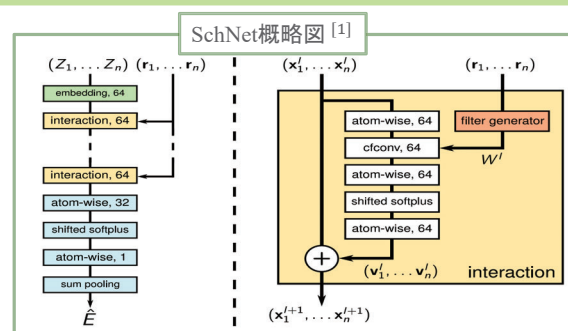 SchNet概略図 [1]
(Z₁, . . . Zₙ) (r₁, . . . rₙ)
embedding, 64
interaction, 64
interaction, 64
atom-wise, 32
shifted softplus
atom-wise, 1
sum pooling
Ê
(x₁ˡ, . . . xₙˡ) (r₁, . . . rₙ)
atom-wise, 64
filter generator
cfconv, 64
Wˡ
atom-wise, 64
shifted softplus
atom-wise, 64
+
(v₁ˡ, . . . vₙˡ)
interaction
(x₁ˡ⁺¹, . . . xₙˡ⁺¹)